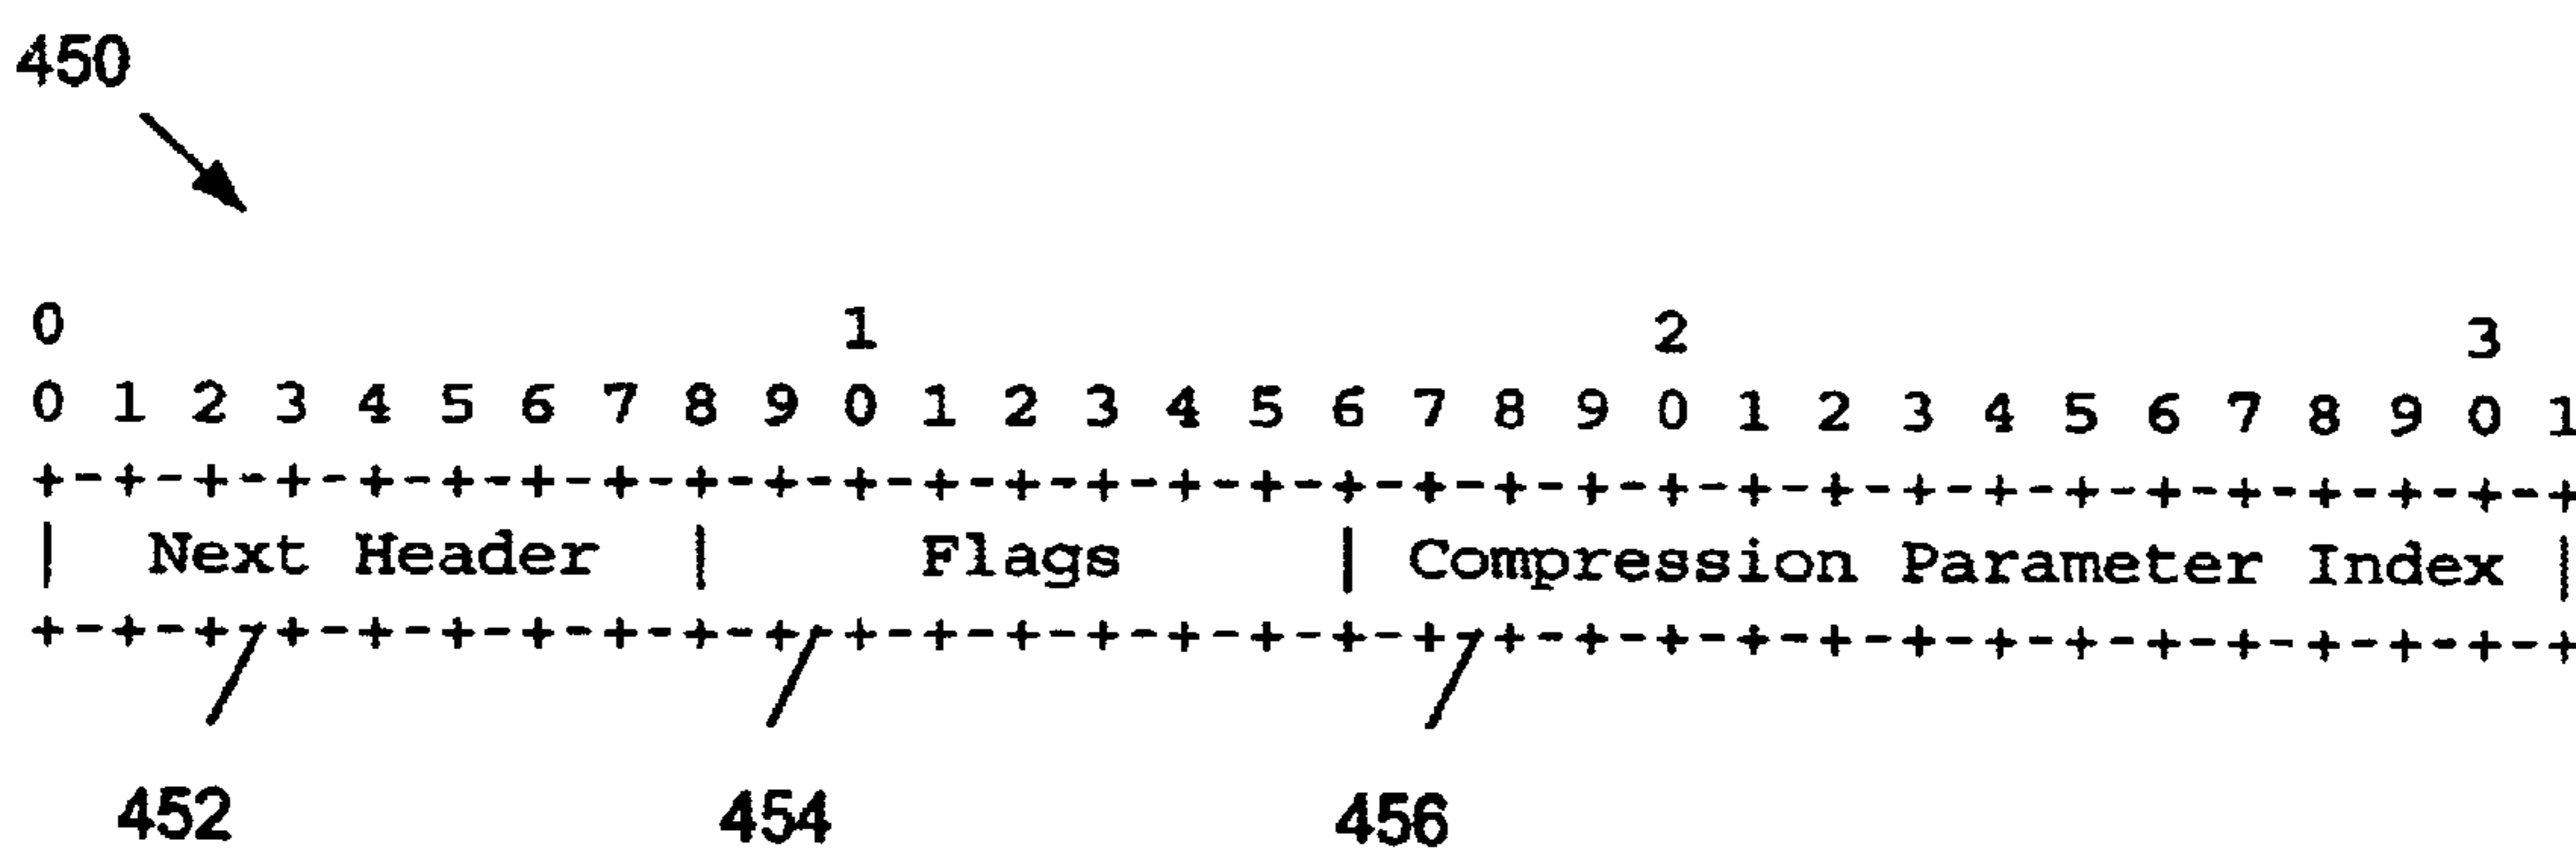 450
0 1 2 3
0 1 2 3 4 5 6 7 8 9 0 1 2 3 4 5 6 7 8 9 0 1 2 3 4 5 6 7 8 9 0 1
+-+-+-+-+-+-+-+-+-+-+-+-+-+-+-+-+-+-+-+-+-+-+-+-+-+-+-+-+-+-+-+
| Next Header | Flags | Compression Parameter Index |
+-+-+-+-+-+-+-+-+-+-+-+-+-+-+-+-+-+-+-+-+-+-+-+-+-+-+-+-+-+-+-+
452 454 456